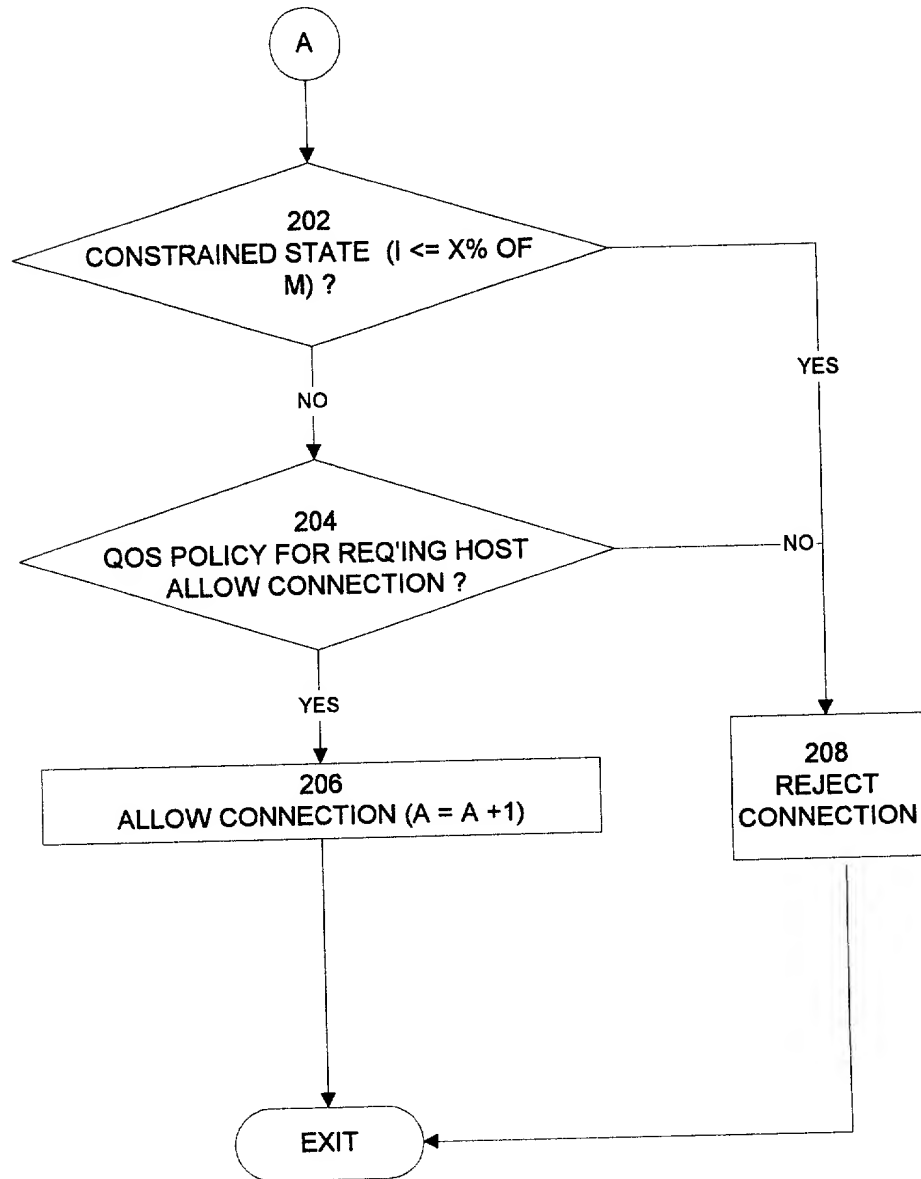 A
202
CONSTRAINED STATE (I <= X% OF
M) ?
YES
NO
204
QOS POLICY FOR REQ'ING HOST
ALLOW CONNECTION ?
NO
YES
206
ALLOW CONNECTION (A = A +1)
208
REJECT
CONNECTION
EXIT